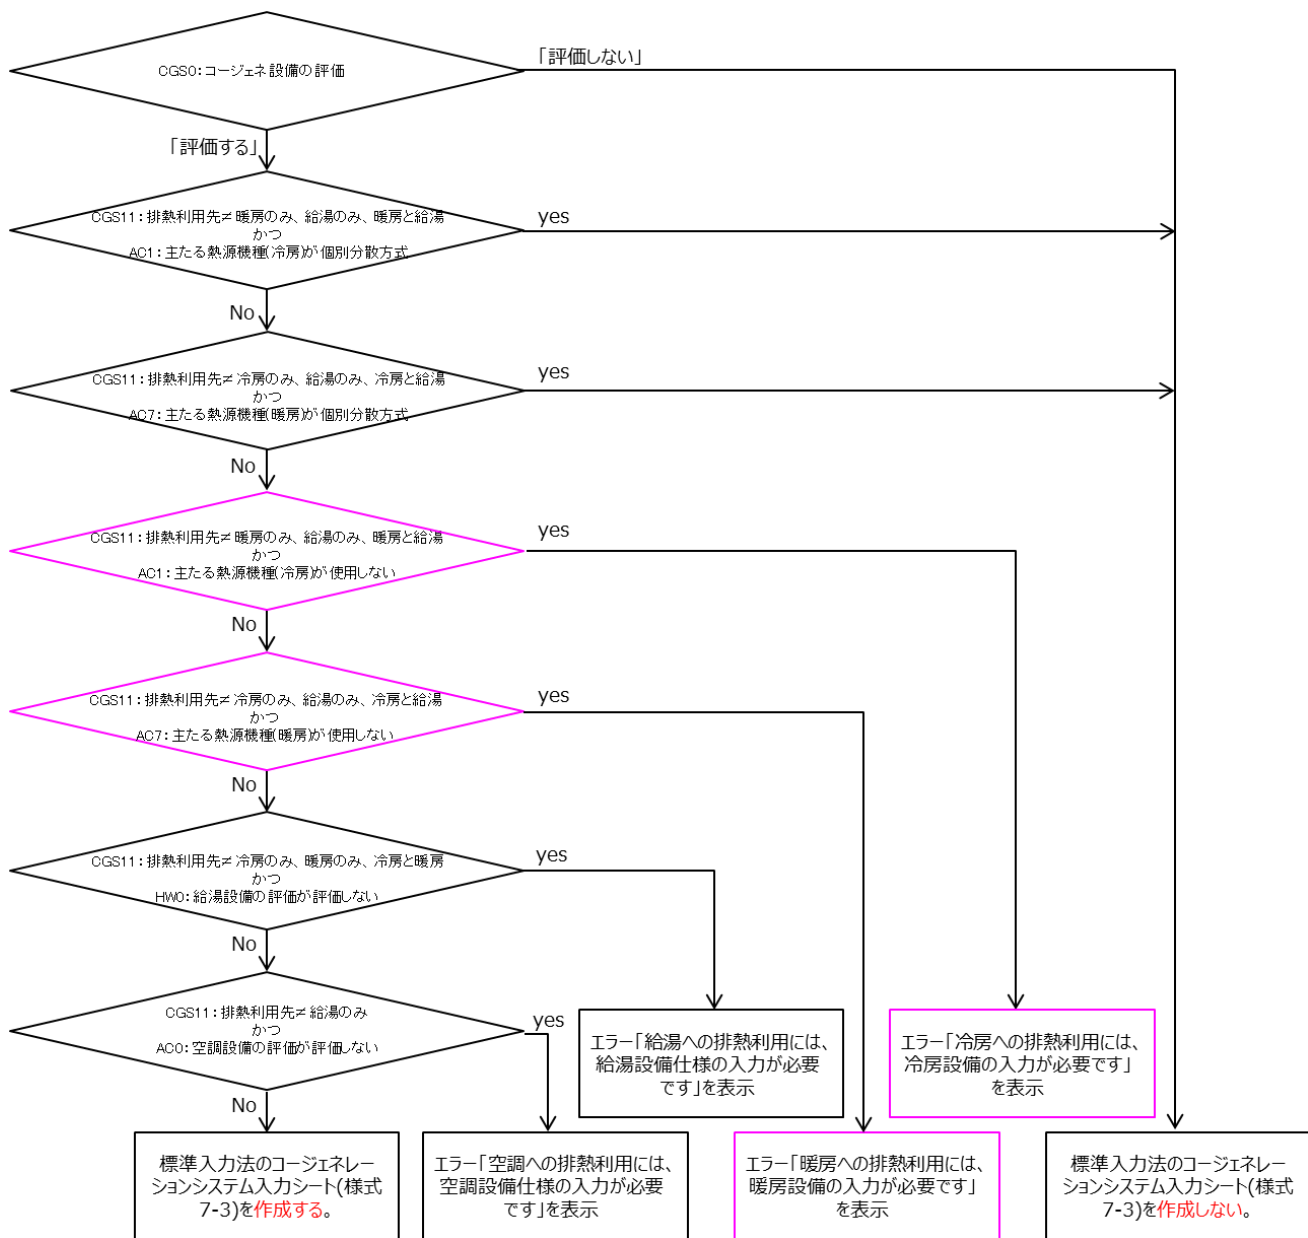 CGS0:コージェネ設備の評価
「評価しない」
「評価する」
CGS11:排熱利用先≠暖房のみ、給湯のみ、暖房と給湯
かつ
AC1:主たる熱源機種(冷房)が個別分散方式
yes
No
CGS11:排熱利用先≠冷房のみ、給湯のみ、冷房と給湯
かつ
AC7:主たる熱源機種(暖房)が個別分散方式
yes
No
CGS11:排熱利用先≠暖房のみ、給湯のみ、暖房と給湯
かつ
AC1:主たる熱源機種(冷房)が使用しない
yes
No
CGS11:排熱利用先≠冷房のみ、給湯のみ、冷房と給湯
かつ
AC7:主たる熱源機種(暖房)が使用しない
yes
No
CGS11:排熱利用先≠冷房のみ、暖房のみ、冷房と暖房
かつ
HW0:給湯設備の評価が評価しない
yes
No
CGS11:排熱利用先≠給湯のみ
かつ
AC0:空調設備の評価が評価しない
yes
No
エラー「給湯への排熱利用には、
給湯設備仕様の入力が必要
です」を表示
エラー「冷房への排熱利用には、
冷房設備の入力が必要です」
を表示
標準入力法のコージェネレー
ションシステム入力シート(様式
7-3)を作成する。
エラー「空調への排熱利用には、
空調設備仕様の入力が必要
です」を表示
エラー「暖房への排熱利用には、
暖房設備の入力が必要です」
を表示
標準入力法のコージェネレー
ションシステム入力シート(様式
7-3)を作成しない。